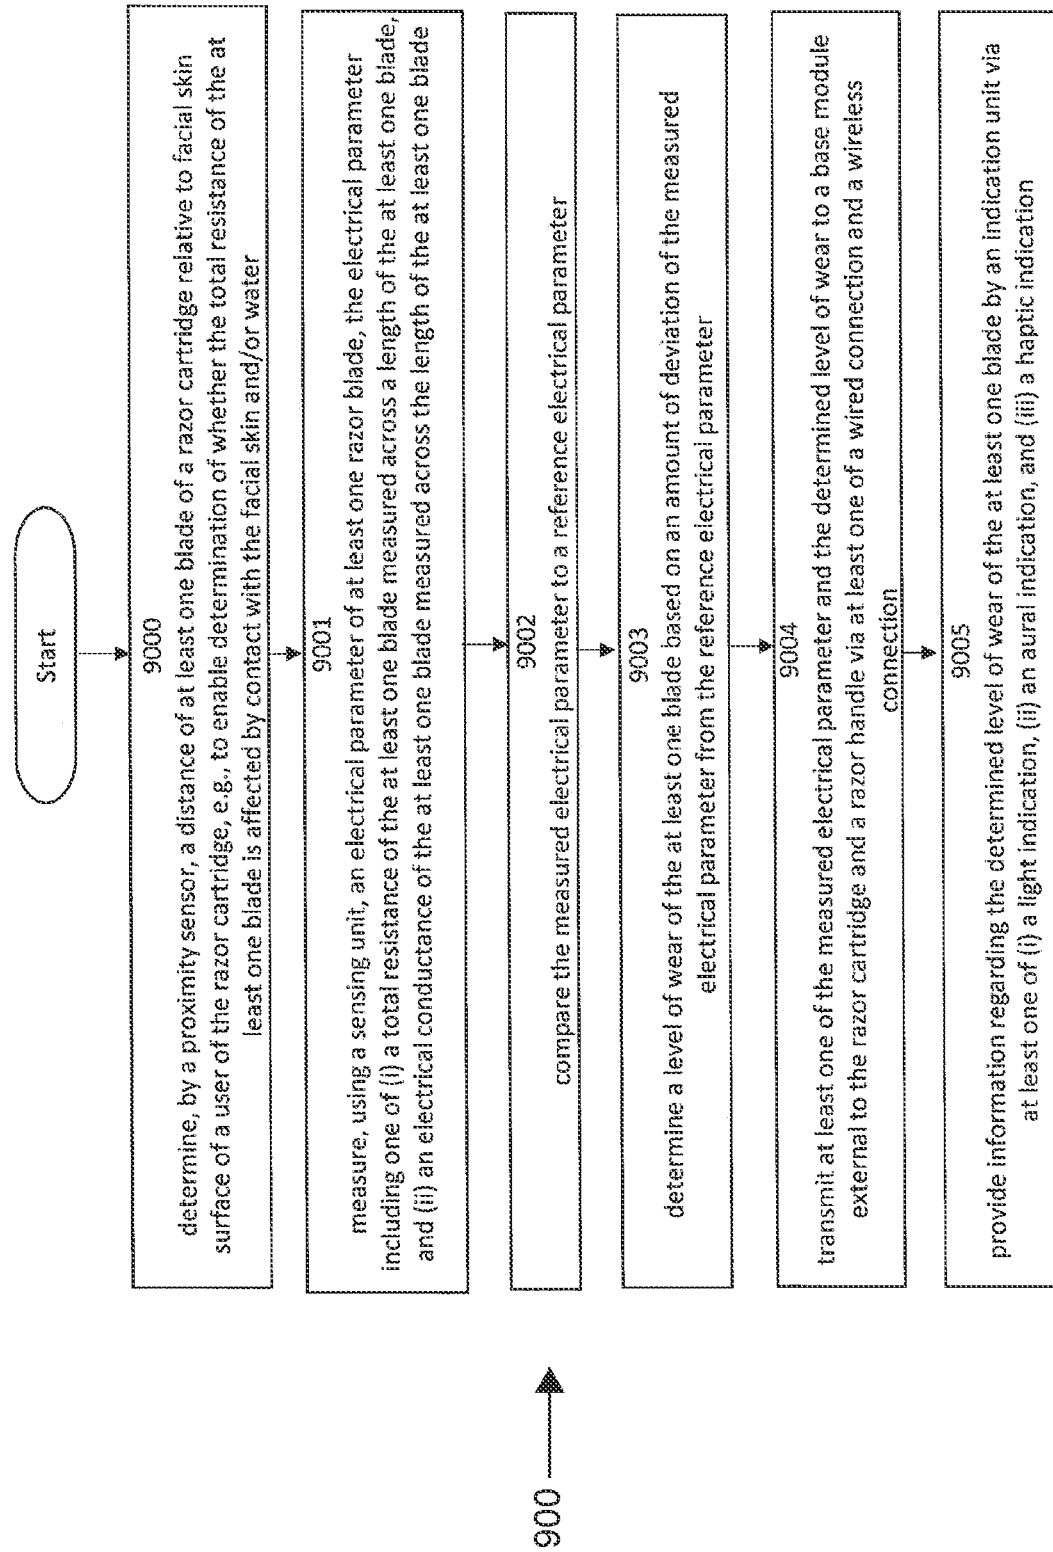 Start
9000
determine, by a proximity sensor, a distance of at least one blade of a razor cartridge relative to facial skin
surface of a user of the razor cartridge, e.g., to enable determination of whether the total resistance of the at
least one blade is affected by contact with the facial skin and/or water
9001
measure, using a sensing unit, an electrical parameter of at least one razor blade, the electrical parameter
including one of (i) a total resistance of the at least one blade measured across a length of the at least one blade,
and (ii) an electrical conductance of the at least one blade measured across the length of the at least one blade
9002
compare the measured electrical parameter to a reference electrical parameter
9003
determine a level of wear of the at least one blade based on an amount of deviation of the measured
electrical parameter from the reference electrical parameter
9004
transmit at least one of the measured electrical parameter and the determined level of wear to a base module
external to the razor cartridge and a razor handle via at least one of a wired connection and a wireless
connection
9005
provide information regarding the determined level of wear of the at least one blade by an indication unit via
at least one of (i) a light indication, (ii) an aural indication, and (iii) a haptic indication
900